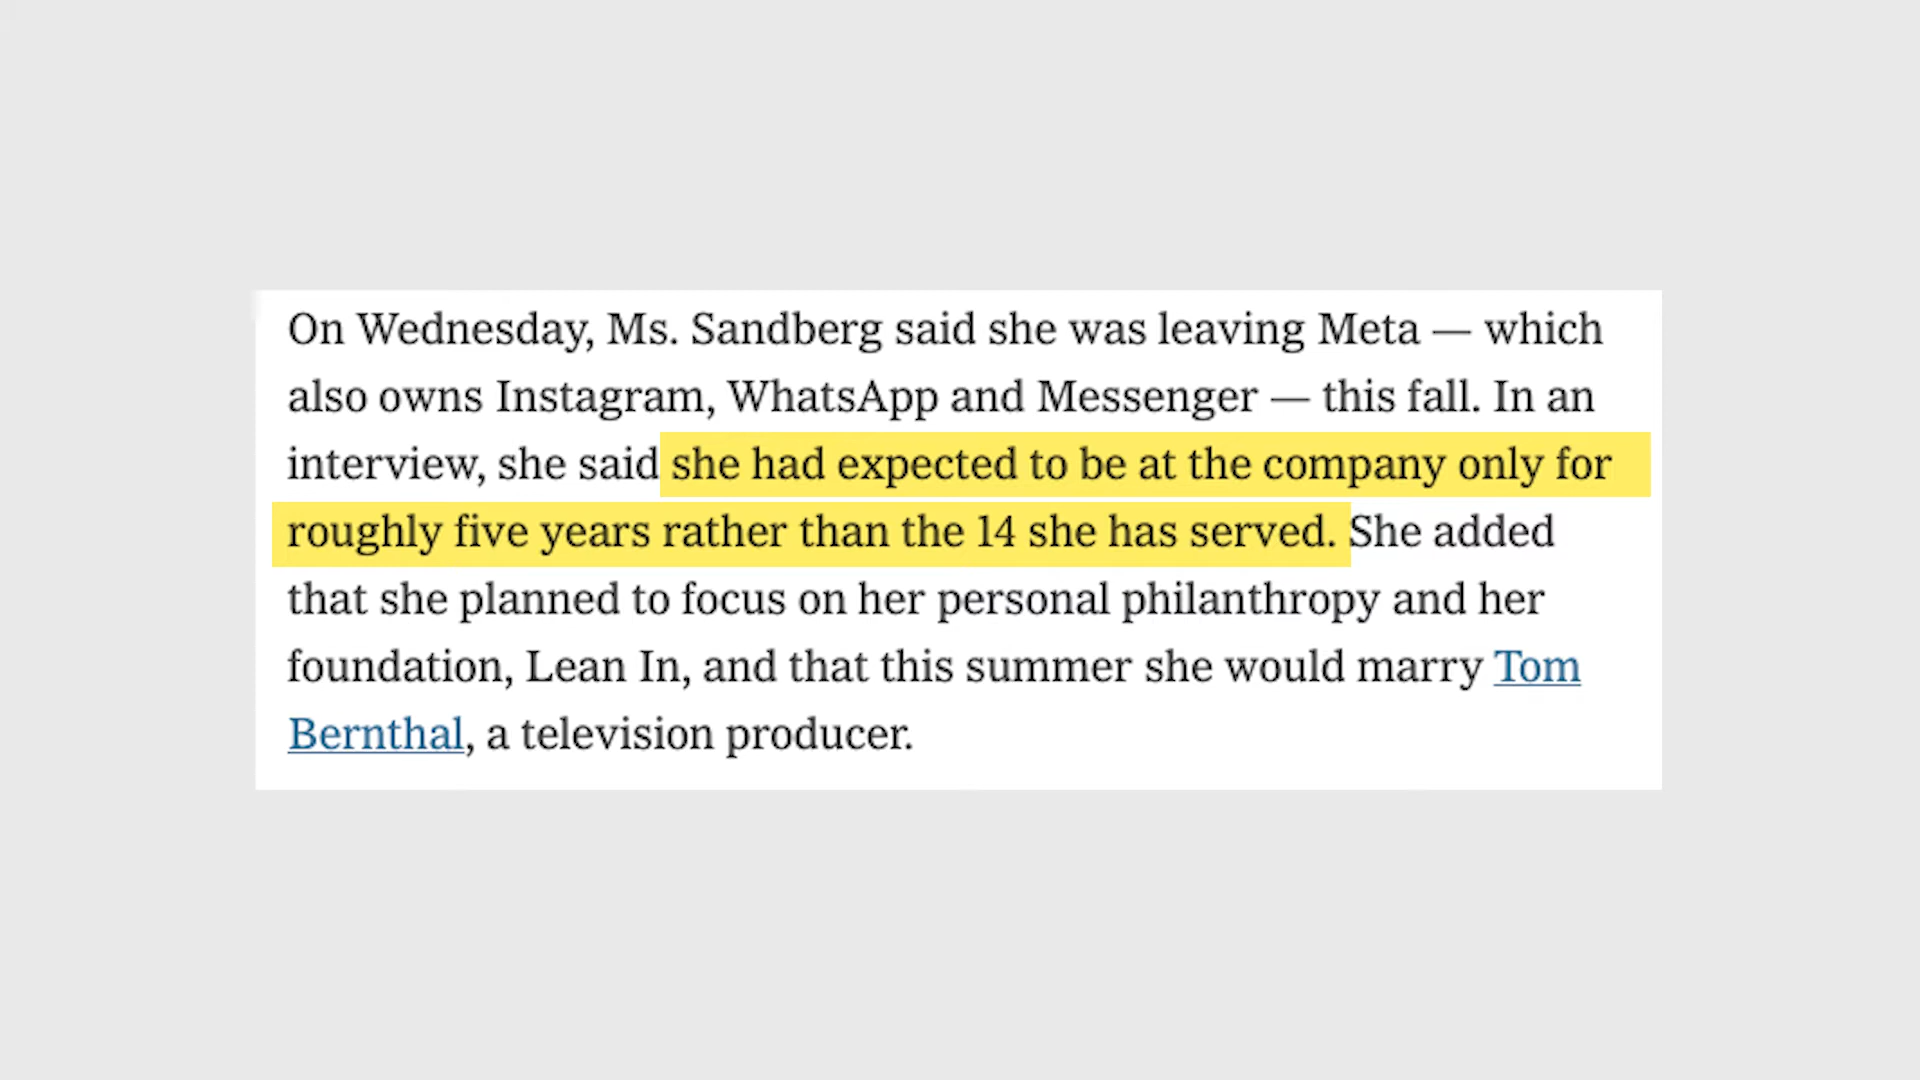 On Wednesday, Ms. Sandberg said she was leaving Meta — which
also owns Instagram, WhatsApp and Messenger — this fall. In an
interview, she said she had expected to be at the company only for
roughly five years rather than the 14 she has served. She added
that she planned to focus on her personal philanthropy and her
foundation, Lean In, and that this summer she would marry Tom
Bernthal, a television producer.